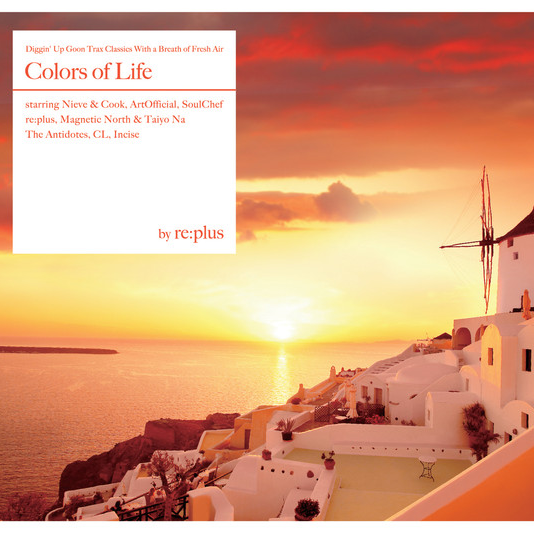 Diggin' Up Goon Trax Classics With a Breath of Fresh Air
Colors of Life
starring Nieve & Cook, ArtOfficial, SoulChef
re:plus, Magnetic North & Taiyo Na
The Antidotes, CL, Incise
by re:plus